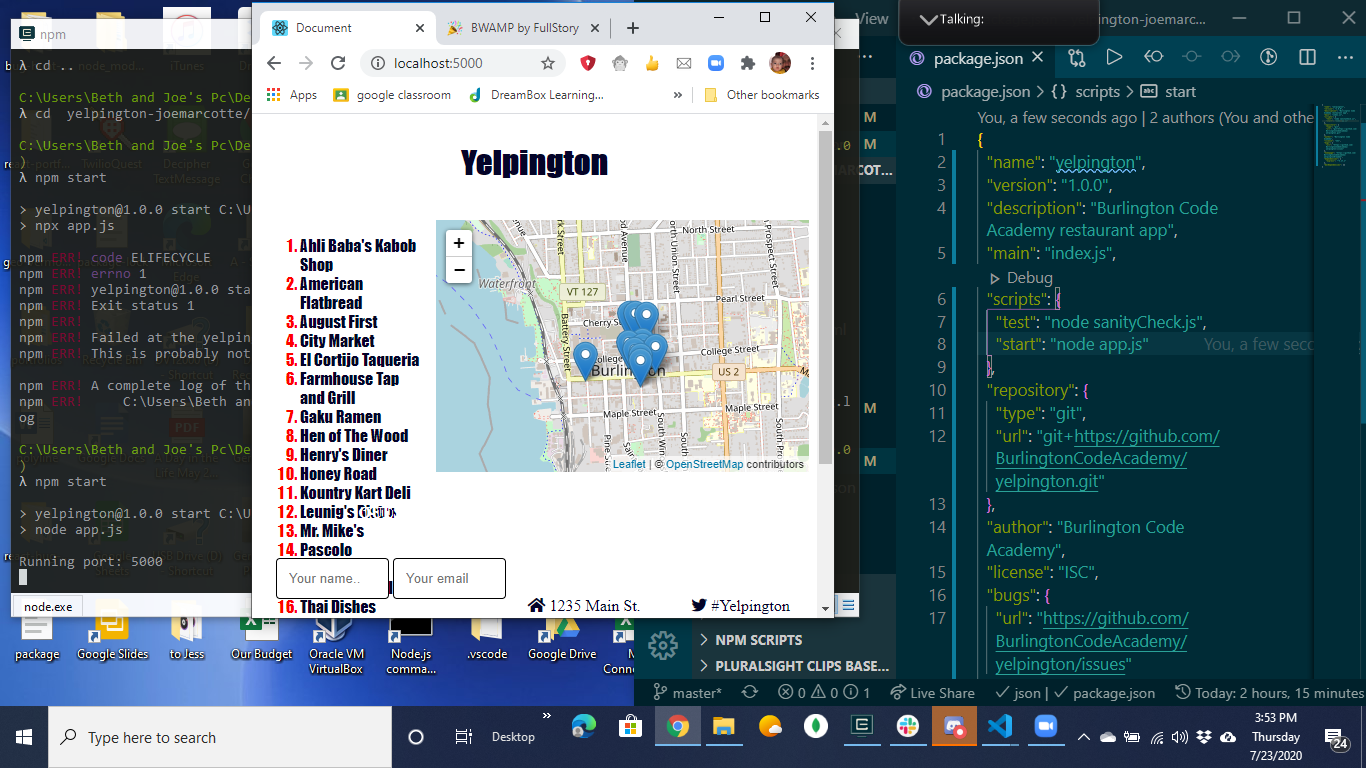 npm
λ cd ..
C:\Users\Beth and Joe's Pc\De
λ cd yelpington-joemarcotte/
C:\Users\Beth and Joe's Pc\De
)
λ npm start
> yelpington@1.0.0 start C:\U
> npx app.js
npm ERR! code ELIFECYCLE
npm ERR! errno 1
npm ERR! yelpington@1.0.0 sta
npm ERR! Exit status 1
npm ERR!
npm ERR! Failed at the yelpin
npm ERR! This is probably not
npm ERR! A complete log of th
npm ERR!     C:\Users\Beth an
og
C:\Users\Beth and Joe's Pc\De
)
λ npm start
> yelpington@1.0.0 start C:\U
> node app.js
Running port: 5000
node.exe
Document
BWAMP by FullStory
localhost:5000
Apps
google classroom
DreamBox Learning,...
»
Other bookmarks
Yelpington
1. Ahli Baba's Kabob
Shop
2. American
Flatbread
3. August First
4. City Market
5. El Cortijo Taqueria
6. Farmhouse Tap
and Grill
7. Gaku Ramen
8. Hen of The Wood
9. Henry's Diner
10. Honey Road
11. Kountry Kart Deli
12. Leunig's
13. Mr. Mike's
14. Pascolo
16. Thai Dishes
Your name..
Your email
1235 Main St.
#Yelpington
+
−
Waterfront
VT 127
Battery Street
North Street
North Union Street
Prospect Street
Pearl Street
Cherry
College
College Street
US 2
Maple Street
Maple Street
Leaflet | © OpenStreetMap contributors
View
Talking:
ngton-joemarc...
package.json
package.json > {} scripts > abc start
You, a few seconds ago | 2 authors (You and othe
1 {
2 "name": "yelpington",
3 "version": "1.0.0",
4 "description": "Burlington Code
Academy restaurant app",
5 "main": "index.js",
Debug
6 "scripts": {
7 "test": "node sanityCheck.js",
8 "start": "node app.js" You, a few seco
9 },
10 "repository": {
11 "type": "git",
12 "url": "git+https://github.com/
BurlingtonCodeAcademy/
yelpington.git"
13 },
14 "author": "Burlington Code
Academy",
15 "license": "ISC",
16 "bugs": {
17 "url": "https://github.com/
BurlingtonCodeAcademy/
yelpington/issues"
M
M
COT...
M
M
NPM SCRIPTS
PLURALSIGHT CLIPS BASE...
master*
0 0 1
Live Share
json | package.json
Today: 2 hours, 15 minutes
package
Google Slides
to Jess
Our Budget
Oracle VM
VirtualBox
Node.js
comma...
.vscode
Google Drive
Type here to search
Desktop
»
3:53 PM
Thursday
7/23/2020
24